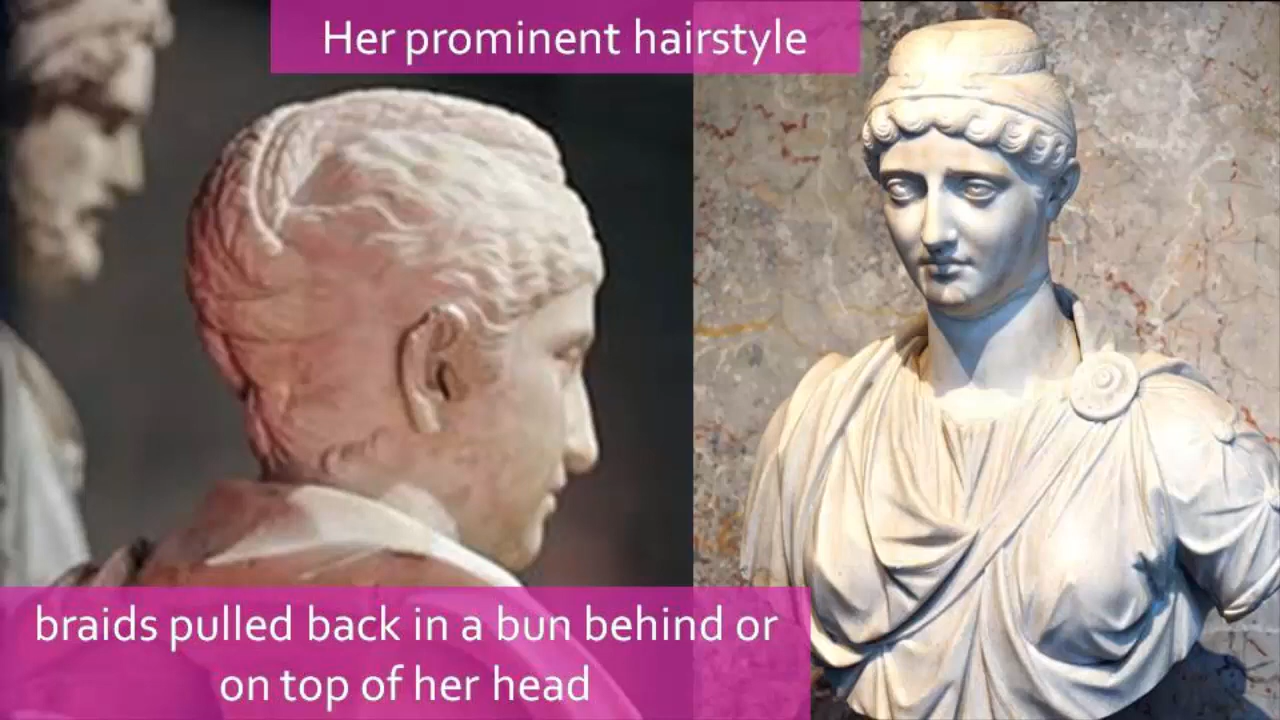 Her prominent hairstyle
braids pulled back in a bun behind or
on top of her head